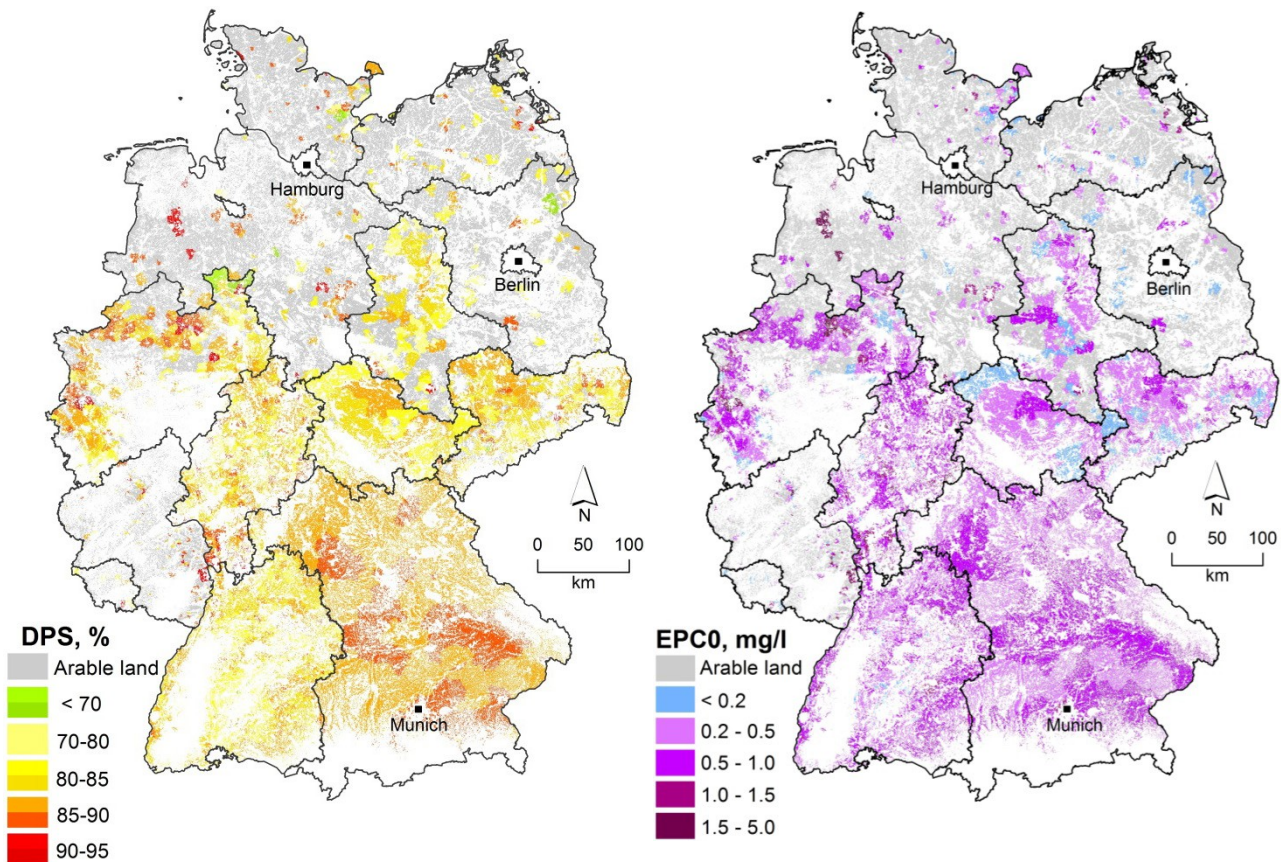 Hamburg
Berlin
N
0 50 100
km
Munich
DPS, %
Arable land
< 70
70-80
80-85
85-90
90-95
Hamburg
Berlin
N
0 50 100
km
Munich
EPC0, mg/l
Arable land
< 0.2
0.2 - 0.5
0.5 - 1.0
1.0 - 1.5
1.5 - 5.0